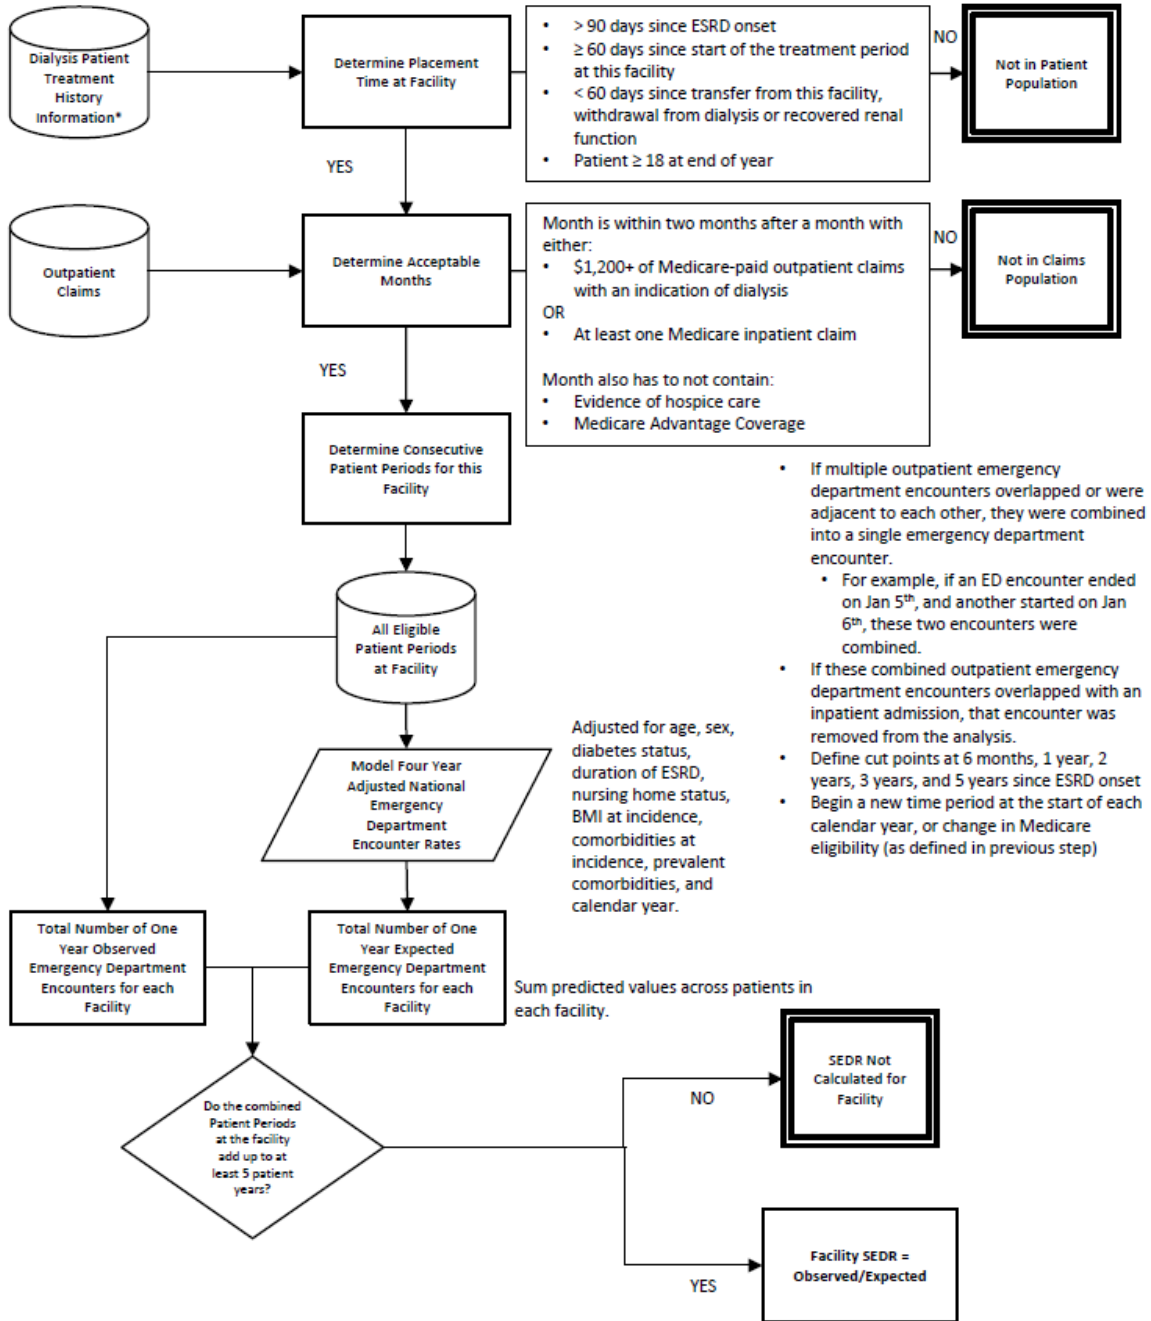 Dialysis Patient
Treatment
History
Information*
Determine Placement
Time at Facility
• > 90 days since ESRD onset
• ≥ 60 days since start of the treatment period
at this facility
• < 60 days since transfer from this facility,
withdrawal from dialysis or recovered renal
function
• Patient ≥ 18 at end of year
NO
Not in Patient
Population
YES
Outpatient
Claims
Determine Acceptable
Months
Month is within two months after a month with
either:
• $1,200+ of Medicare-paid outpatient claims
with an indication of dialysis
OR
• At least one Medicare inpatient claim
Month also has to not contain:
• Evidence of hospice care
• Medicare Advantage Coverage
NO
Not in Claims
Population
YES
Determine Consecutive
Patient Periods for this
Facility
• If multiple outpatient emergency
department encounters overlapped or were
adjacent to each other, they were combined
into a single emergency department
encounter.
• For example, if an ED encounter ended
on Jan 5th, and another started on Jan
6th, these two encounters were
combined.
• If these combined outpatient emergency
department encounters overlapped with an
inpatient admission, that encounter was
removed from the analysis.
• Define cut points at 6 months, 1 year, 2
years, 3 years, and 5 years since ESRD onset
• Begin a new time period at the start of each
calendar year, or change in Medicare
eligibility (as defined in previous step)
All Eligible
Patient Periods
at Facility
Model Four Year
Adjusted National
Emergency
Department
Encounter Rates
Adjusted for age, sex,
diabetes status,
duration of ESRD,
nursing home status,
BMI at incidence,
comorbidities at
incidence, prevalent
comorbidities, and
calendar year.
Total Number of One
Year Observed
Emergency Department
Encounters for each
Facility
Total Number of One
Year Expected
Emergency Department
Encounters for each
Facility
Sum predicted values across patients in
each facility.
Do the combined
Patient Periods
at the facility
add up to at
least 5 patient
years?
NO
SEDR Not
Calculated for
Facility
YES
Facility SEDR =
Observed/Expected